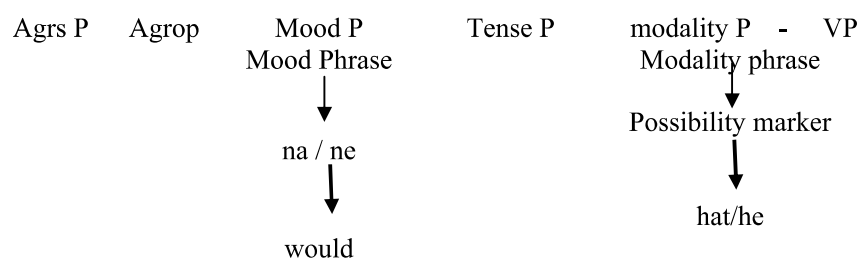 Agrs P Agrop Mood P Tense P modality P - VP
Mood Phrase Modality phrase
Possibility marker
na / ne
hat/he
would